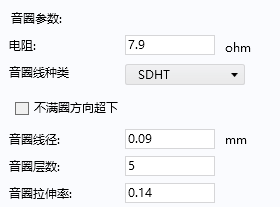 音圈参数:
电阻: 7.9 ohm
音圈线种类 SDHT
不满圈方向超下
音圈线径: 0.09 mm
音圈层数: 5
音圈拉伸率: 0.14